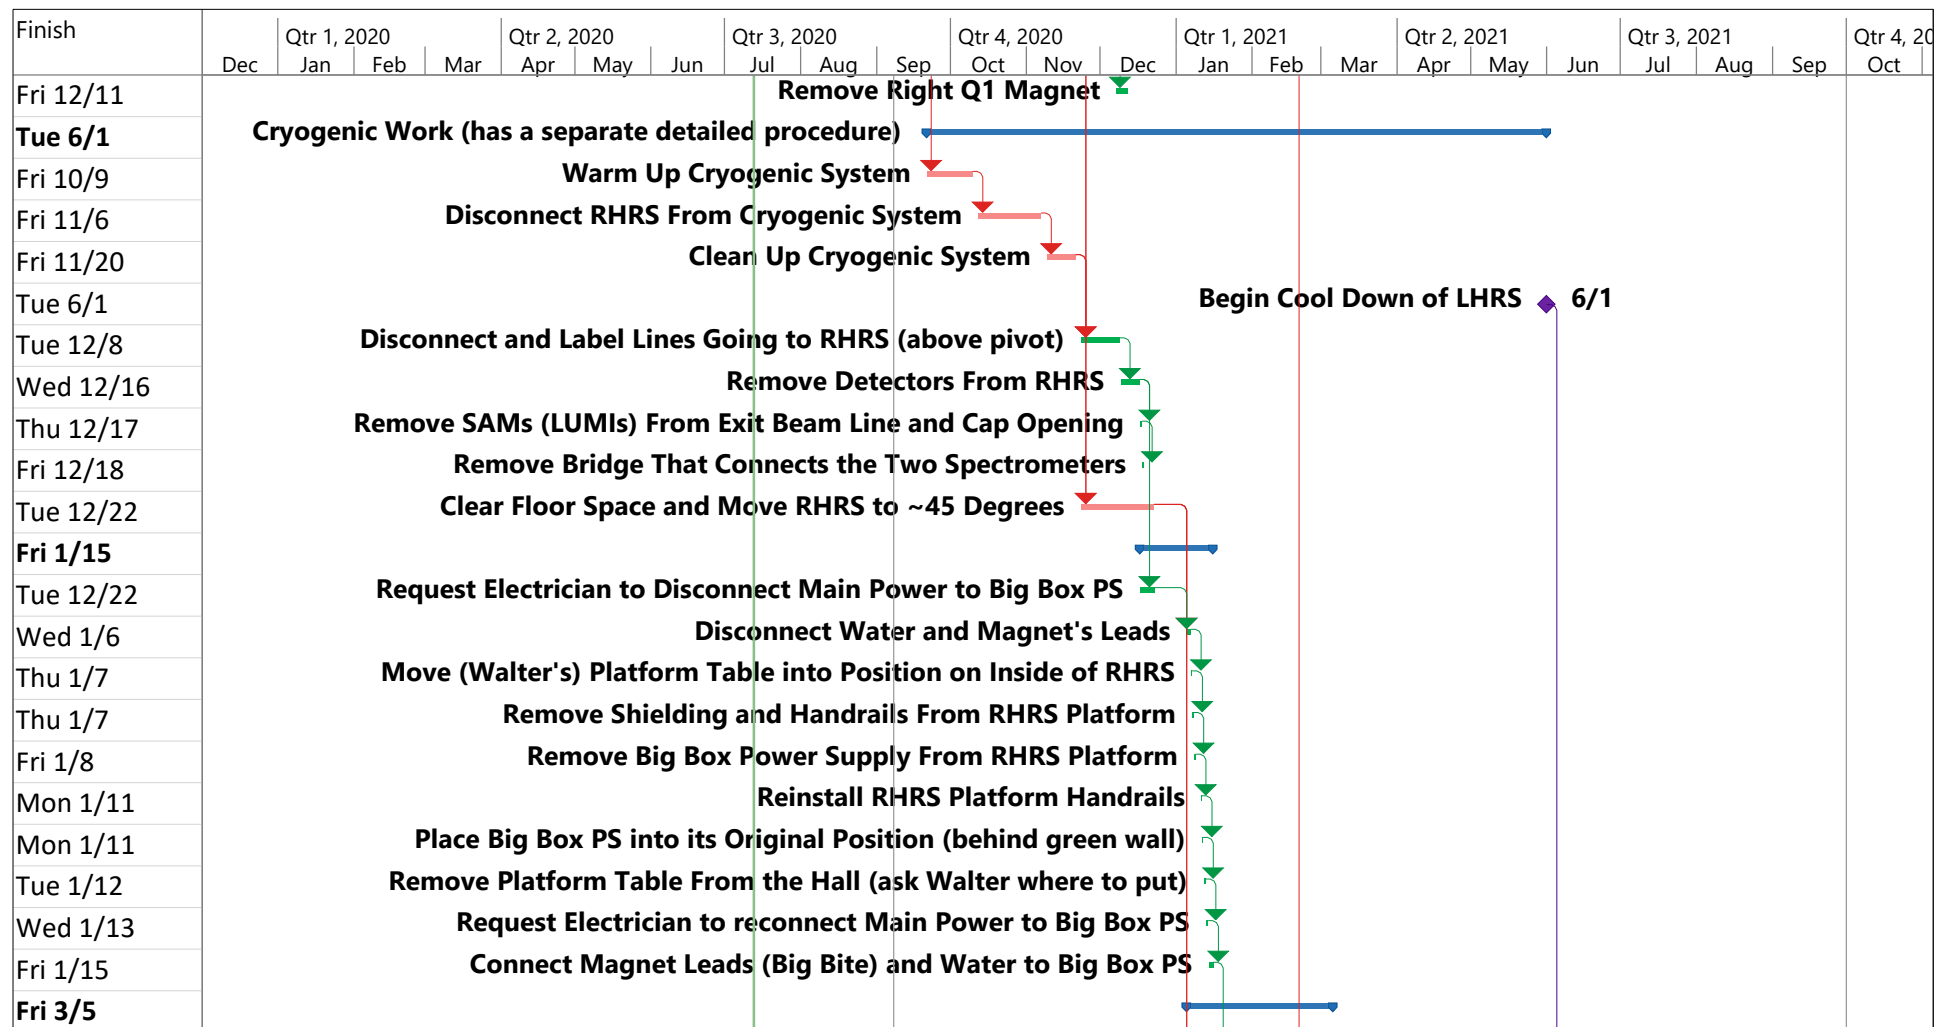 Finish
Qtr 1, 2020 Qtr 2, 2020 Qtr 3, 2020 Qtr 4, 2020 Qtr 1, 2021 Qtr 2, 2021 Qtr 3, 2021 Qtr 4, 20
Dec Jan Feb Mar Apr May Jun Jul Aug Sep Oct Nov Dec Jan Feb Mar Apr May Jun Jul Aug Sep Oct
Fri 12/11 Remove Right Q1 Magnet
Tue 6/1 Cryogenic Work (has a separate detailed procedure)
Fri 10/9 Warm Up Cryogenic System
Fri 11/6 Disconnect RHRS From Cryogenic System
Fri 11/20 Clean Up Cryogenic System
Tue 6/1 Begin Cool Down of LHRS 6/1
Tue 12/8 Disconnect and Label Lines Going to RHRS (above pivot)
Wed 12/16 Remove Detectors From RHRS
Thu 12/17 Remove SAMs (LUMIs) From Exit Beam Line and Cap Opening
Fri 12/18 Remove Bridge That Connects the Two Spectrometers
Tue 12/22 Clear Floor Space and Move RHRS to ~45 Degrees
Fri 1/15
Tue 12/22 Request Electrician to Disconnect Main Power to Big Box PS
Wed 1/6 Disconnect Water and Magnet's Leads
Thu 1/7 Move (Walter's) Platform Table into Position on Inside of RHRS
Thu 1/7 Remove Shielding and Handrails From RHRS Platform
Fri 1/8 Remove Big Box Power Supply From RHRS Platform
Mon 1/11 Reinstall RHRS Platform Handrails
Mon 1/11 Place Big Box PS into its Original Position (behind green wall)
Tue 1/12 Remove Platform Table From the Hall (ask Walter where to put)
Wed 1/13 Request Electrician to reconnect Main Power to Big Box PS
Fri 1/15 Connect Magnet Leads (Big Bite) and Water to Big Box PS
Fri 3/5